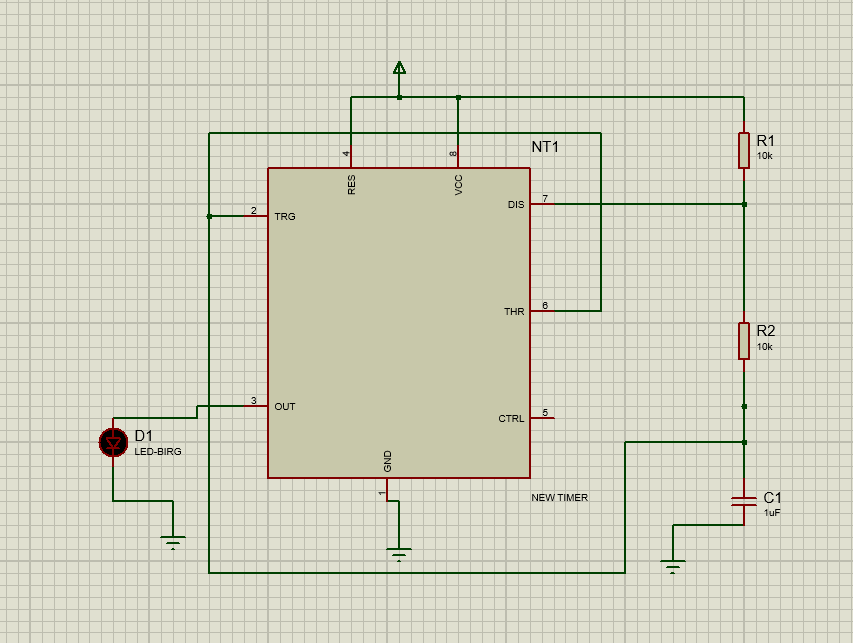 NT1
R1
10k
4
8
RES
VCC
7
DIS
2
TRG
6
THR
R2
10k
3
OUT
5
CTRL
D1
LED-BIRG
GND
1
NEW TIMER
C1
1uF